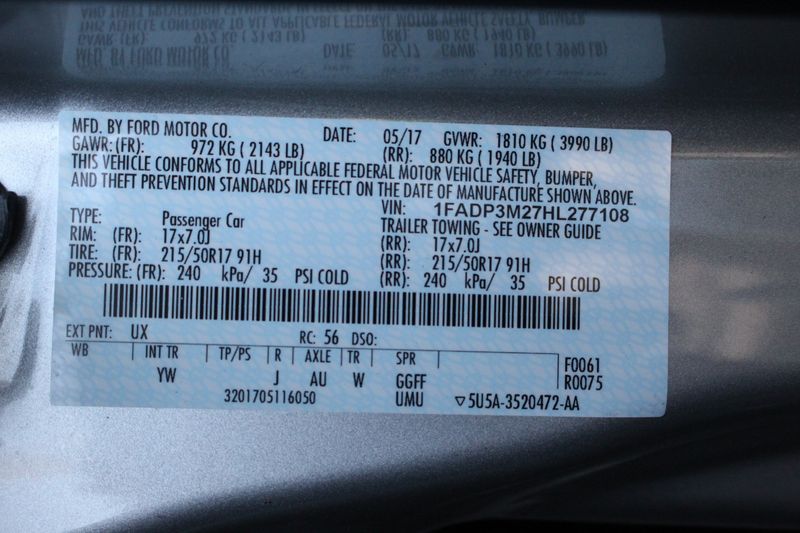 MFD. BY FORD MOTOR CO. DATE: 05/17 GVWR: 1810 KG ( 3990 LB)
GAWR: (FR): 972 KG ( 2143 LB) (RR): 880 KG ( 1940 LB)
THIS VEHICLE CONFORMS TO ALL APPLICABLE FEDERAL MOTOR VEHICLE SAFETY, BUMPER,
AND THEFT PREVENTION STANDARDS IN EFFECT ON THE DATE OF MANUFACTURE SHOWN ABOVE.
VIN: 1FADP3M27HL277108
TYPE: Passenger Car TRAILER TOWING - SEE OWNER GUIDE
RIM: (FR): 17x7.0J (RR): 17x7.0J
TIRE: (FR): 215/50R17 91H (RR): 215/50R17 91H
PRESSURE: (FR): 240 kPa/ 35 PSI COLD (RR): 240 kPa/ 35 PSI COLD
EXT PNT: UX RC: 56 DSO:
WB INT TR TP/PS R AXLE TR SPR F0061
YW J AU W GGFF R0075
3201705116050 UMU ▽5U5A-3520472-AA